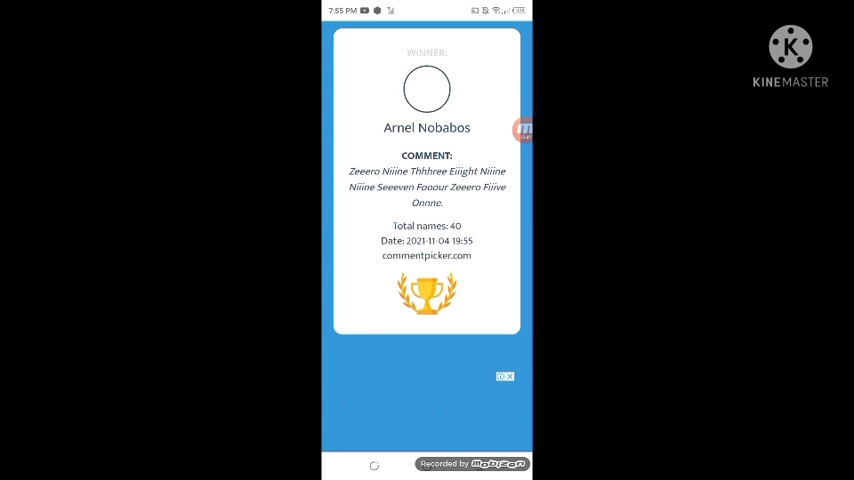 7:55 PM
K
KINEMASTER
WINNER:
Arnel Nobabos
COMMENT:
Zeeero Niiine Thhhree Eiiight Niiine
Niiine Seeeven Fooour Zeeero Fiiive
Onnne.
Total names: 40
Date: 2021-11-04 19:55
commentpicker.com
Recorded by mobizen